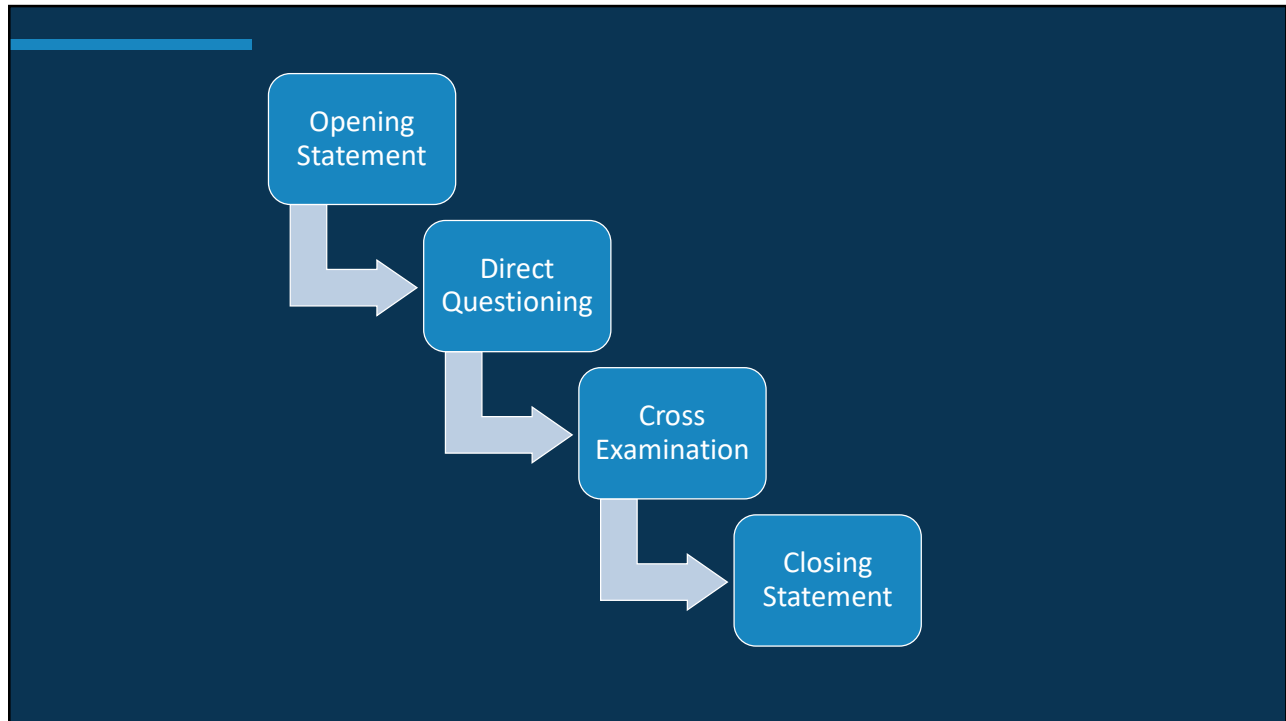 Opening
Statement
Direct
Questioning
Cross
Examination
Closing
Statement